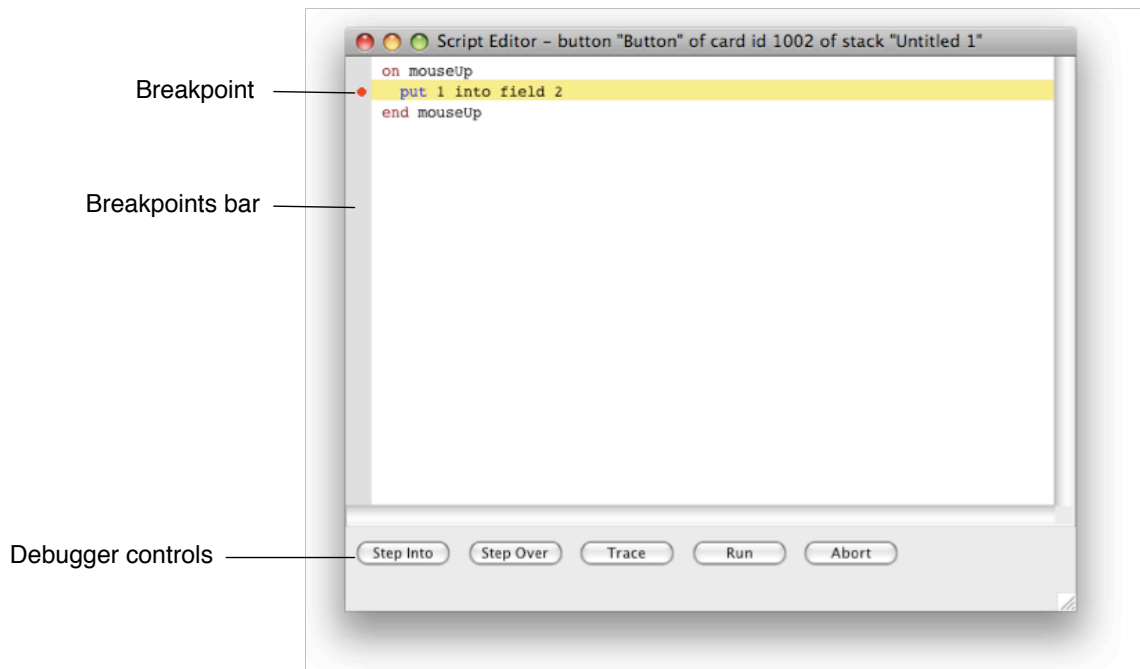 Script Editor – button "Button" of card id 1002 of stack "Untitled 1"
on mouseUp
Breakpoint
put 1 into field 2
end mouseUp
Breakpoints bar
Debugger controls
Step Into Step Over Trace Run Abort